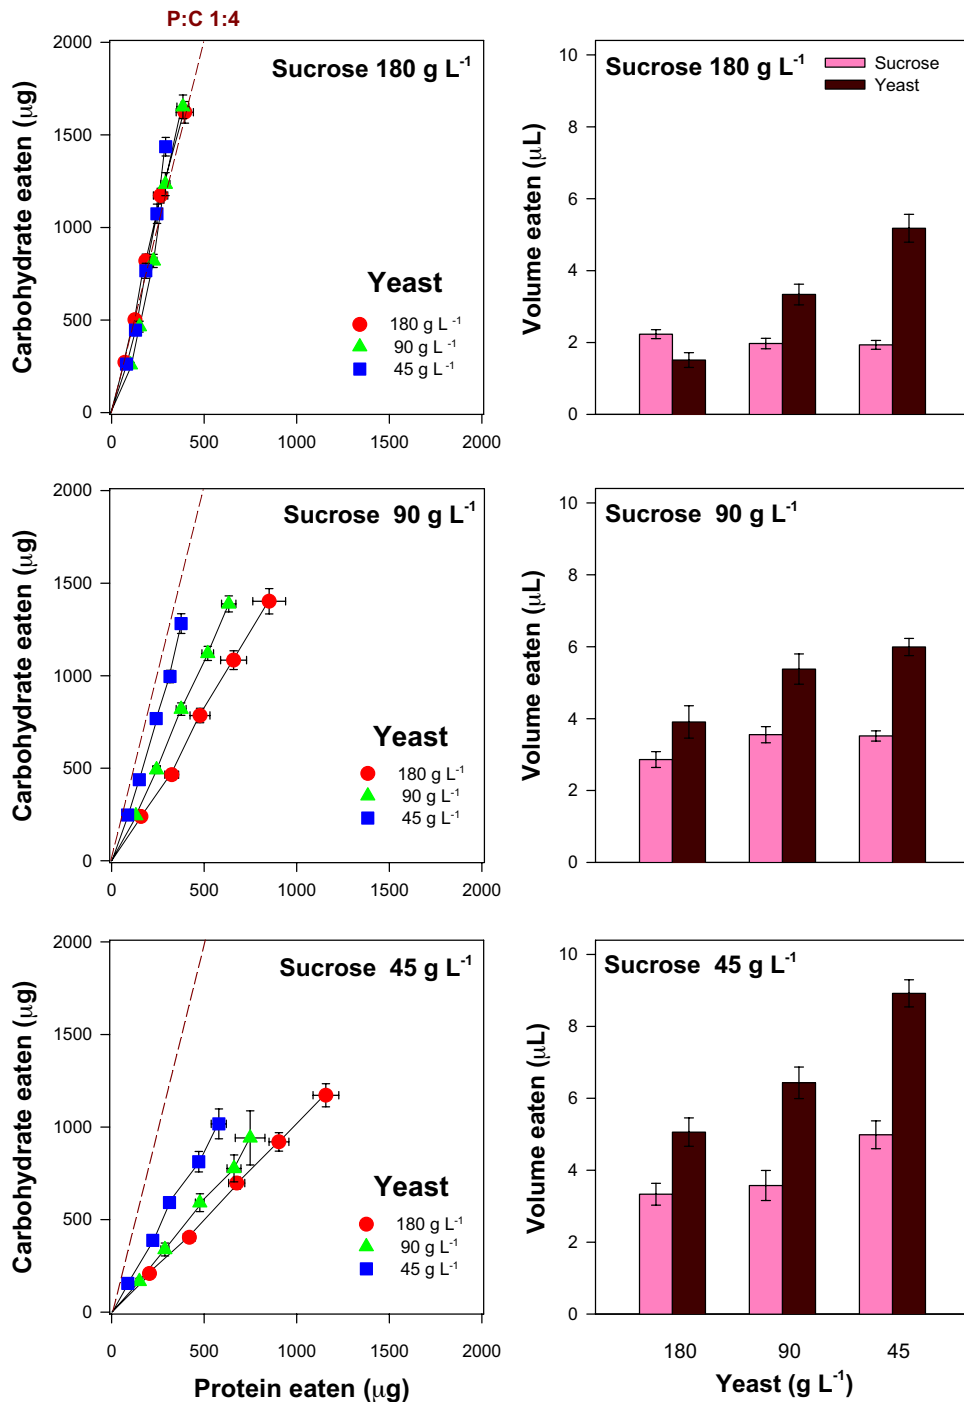 P:C 1:4
Sucrose 180 g L-1
Carbohydrate eaten (μg)
2000
1500
1000
500
0
Yeast
180 g L-1
90 g L-1
45 g L-1
0 500 1000 1500 2000
Sucrose 180 g L-1
Sucrose
Yeast
Volume eaten (μL)
10
8
6
4
2
0
Sucrose 90 g L-1
Carbohydrate eaten (μg)
2000
1500
1000
500
0
Yeast
180 g L-1
90 g L-1
45 g L-1
0 500 1000 1500 2000
Sucrose 90 g L-1
Volume eaten (μL)
10
8
6
4
2
0
Sucrose 45 g L-1
Carbohydrate eaten (μg)
2000
1500
1000
500
0
Yeast
180 g L-1
90 g L-1
45 g L-1
0 500 1000 1500 2000
Protein eaten (μg)
Sucrose 45 g L-1
Volume eaten (μL)
10
8
6
4
2
0
180 90 45
Yeast (g L-1)